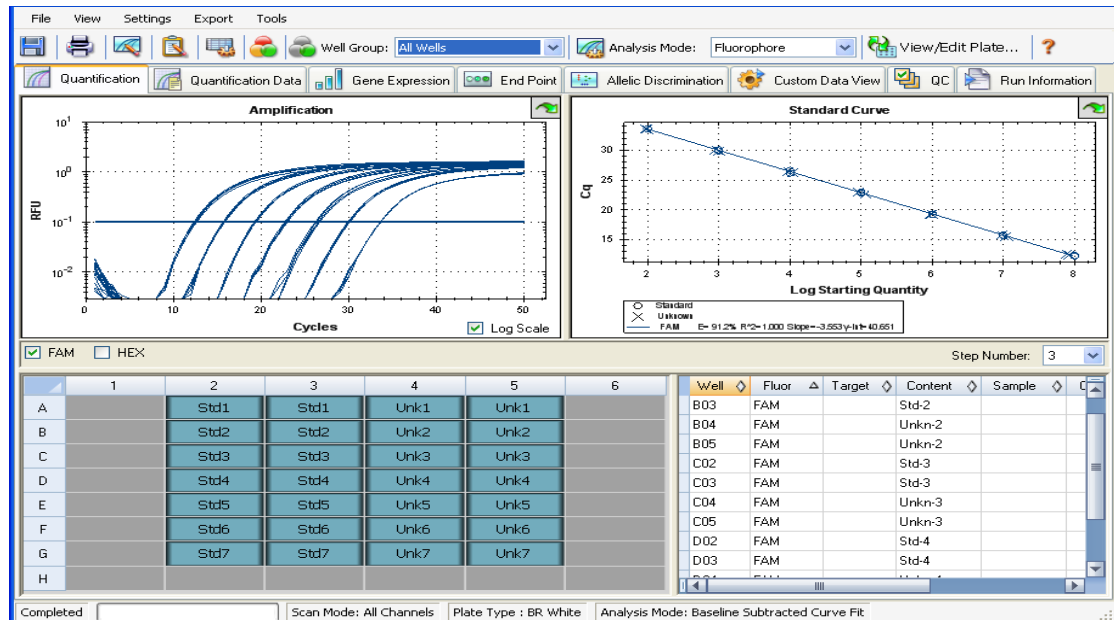 File View Settings Export Tools
Well Group: All Wells Analysis Mode: Fluorophore View/Edit Plate... ?
Quantification Quantification Data Gene Expression End Point Allelic Discrimination Custom Data View QC Run Information
Amplification
10^1
10^0
10^-1
10^-2
RFU
0 10 20 30 40 50
Cycles
Log Scale
Standard Curve
30
25
20
15
Cq
2 3 4 5 6 7 8
Log Starting Quantity
Standard
Unknown
FAM E= 91.2% R^2=1.000 Slope=-3.553 y-int=40.651
FAM HEX Step Number: 3
1 2 3 4 5 6
A Std1 Std1 Unk1 Unk1
B Std2 Std2 Unk2 Unk2
C Std3 Std3 Unk3 Unk3
D Std4 Std4 Unk4 Unk4
E Std5 Std5 Unk5 Unk5
F Std6 Std6 Unk6 Unk6
G Std7 Std7 Unk7 Unk7
H
Well Fluor Target Content Sample
B03 FAM Std-2
B04 FAM Unkn-2
B05 FAM Unkn-2
C02 FAM Std-3
C03 FAM Std-3
C04 FAM Unkn-3
C05 FAM Unkn-3
D02 FAM Std-4
D03 FAM Std-4
Completed Scan Mode: All Channels Plate Type : BR White Analysis Mode: Baseline Subtracted Curve Fit